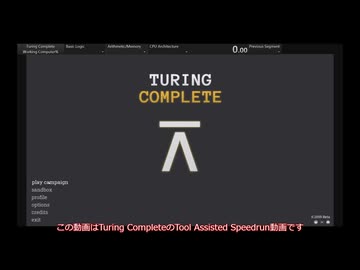 Turing Complete
(Working Computer%)
Basic Logic
Arithmetic/Memory
CPU Architecture
0.00
Previous Segment
TURING
COMPLETE
play campaign
sandbox
profile
options
credits
exit
この動画はTuring CompleteのTool Assisted Speedrun動画です